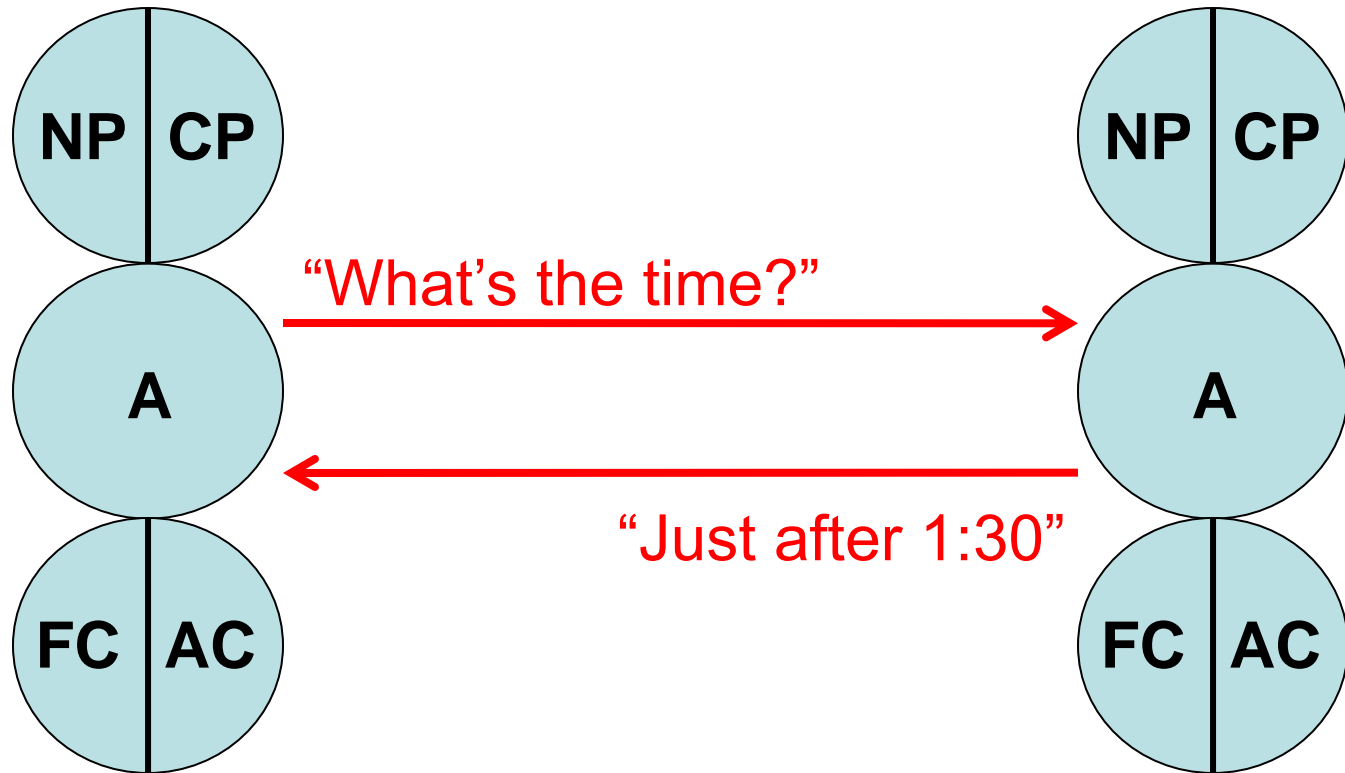 NP CP NP CP
“What’s the time?”
A A
“Just after 1:30”
FC AC FC AC